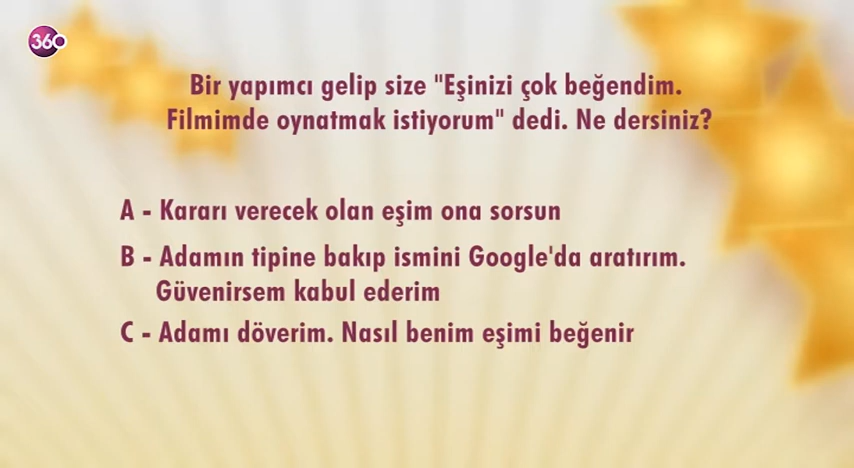 360
Bir yapımcı gelip size "Eşinizi çok beğendim.
Filmimde oynatmak istiyorum" dedi. Ne dersiniz?
A - Kararı verecek olan eşim ona sorsun
B - Adamın tipine bakıp ismini Google'da aratırım.
Güvenirsem kabul ederim
C - Adamı döverim. Nasıl benim eşimi beğenir